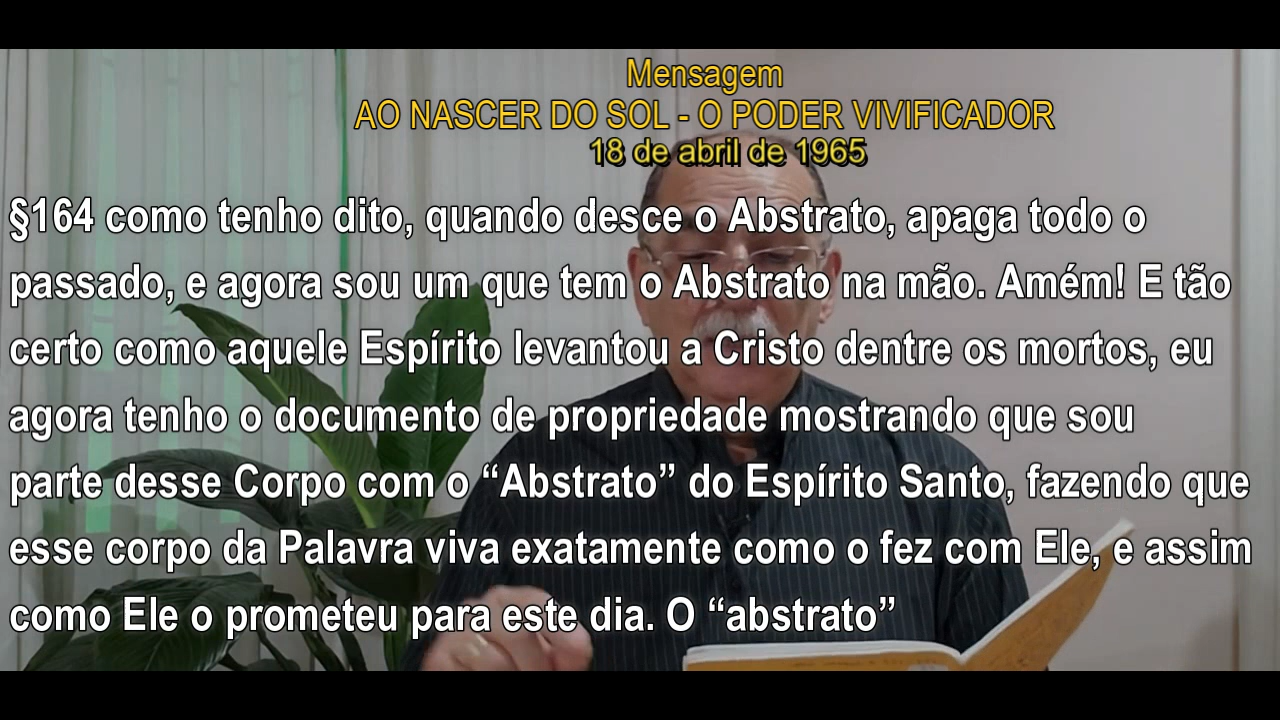 Mensagem
AO NASCER DO SOL - O PODER VIVIFICADOR
18 de abril de 1965
§164 como tenho dito, quando desce o Abstrato, apaga todo o
passado, e agora sou um que tem o Abstrato na mão. Amém! E tão
certo como aquele Espírito levantou a Cristo dentre os mortos, eu
agora tenho o documento de propriedade mostrando que sou
parte desse Corpo com o “Abstrato” do Espírito Santo, fazendo que
esse corpo da Palavra viva exatamente como o fez com Ele, e assim
como Ele o prometeu para este dia. O “abstrato”